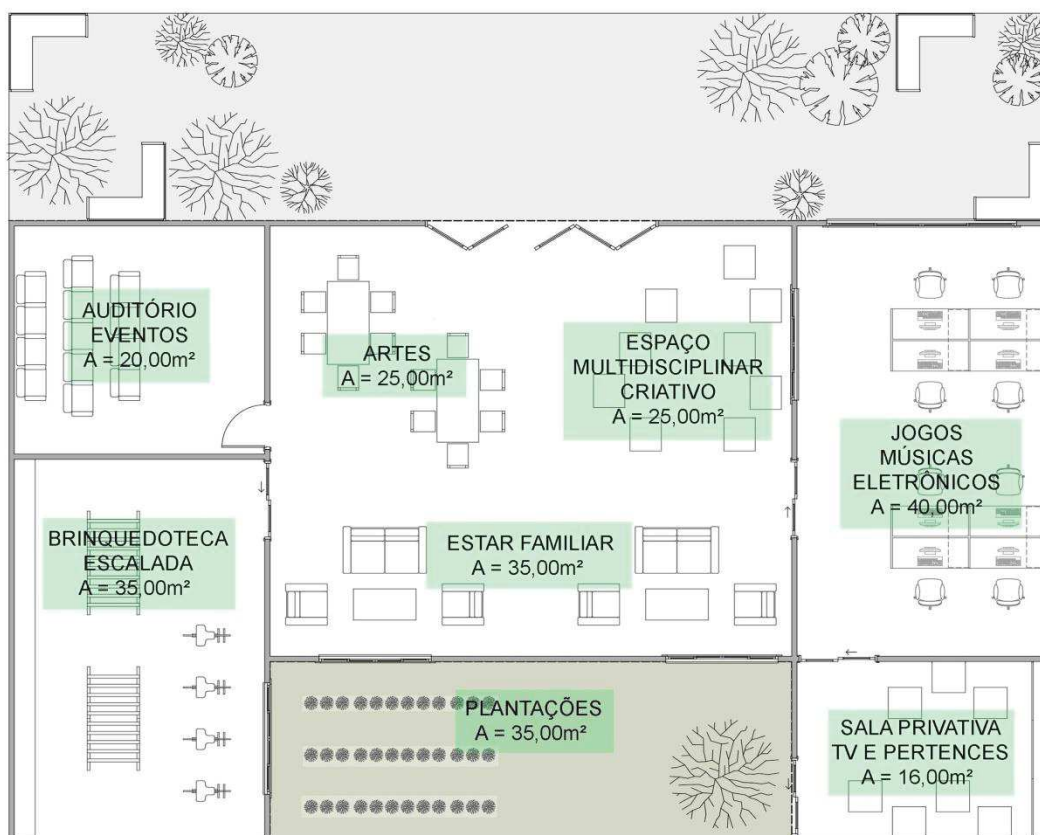 AUDITÓRIO
EVENTOS
A = 20,00m²
ARTES
A = 25,00m²
ESPAÇO
MULTIDISCIPLINAR
CRIATIVO
A = 25,00m²
JOGOS
MÚSICAS
ELETRÔNICOS
A = 40,00m²
BRINQUEDOTECA
ESCALADA
A = 35,00m²
ESTAR FAMILIAR
A = 35,00m²
PLANTAÇÕES
A = 35,00m²
SALA PRIVATIVA
TV E PERTENCES
A = 16,00m²